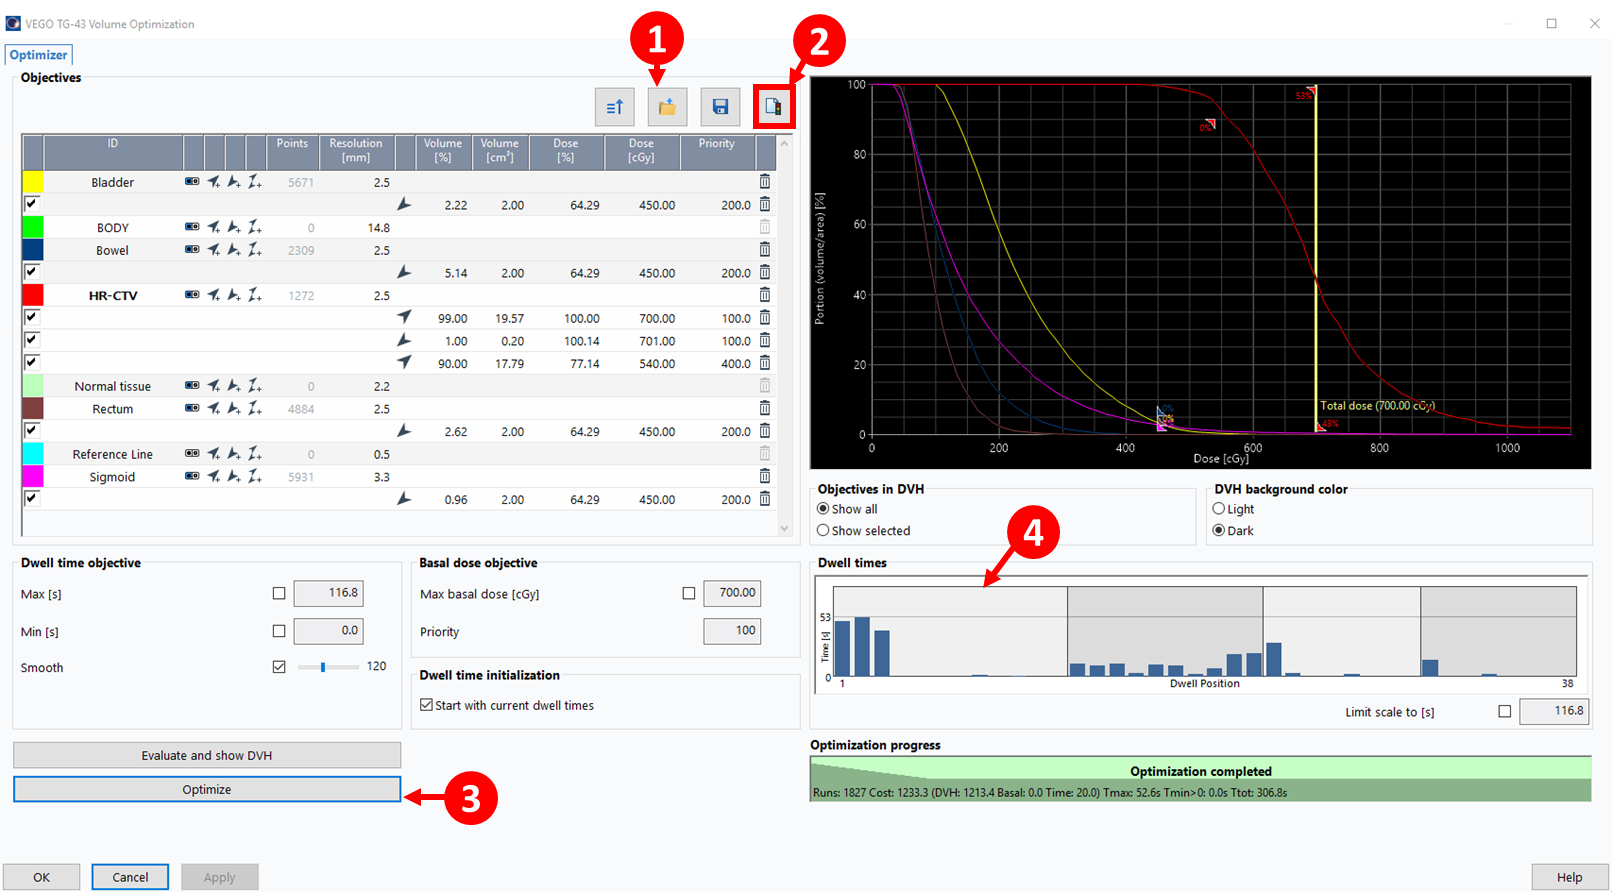 VEGO TG-43 Volume Optimization
Optimizer
Objectives
1
2
ID Points Resolution [mm] Volume [%] Volume [cm³] Dose [%] Dose [cGy] Priority
Bladder 5671 2.5
2.22 2.00 64.29 450.00 200.0
BODY 0 14.8
Bowel 2309 2.5
5.14 2.00 64.29 450.00 200.0
HR-CTV 1272 2.5
99.00 19.57 100.00 700.00 100.0
1.00 0.20 100.14 701.00 100.0
90.00 17.79 77.14 540.00 400.0
Normal tissue 0 2.2
Rectum 4884 2.5
2.62 2.00 64.29 450.00 200.0
Reference Line 0 0.5
Sigmoid 5931 3.3
0.96 2.00 64.29 450.00 200.0
Portion (volume/area) [%]
100
80
60
40
20
0
53%
0%
0%
0%
Total dose (700.00 cGy)
0 200 400 600 800 1000
Dose [cGy]
Objectives in DVH
Show all
Show selected
DVH background color
Light
Dark
Dwell time objective
Max [s] 116.8
Min [s] 0.0
Smooth 120
Basal dose objective
Max basal dose [cGy] 700.00
Priority 100
Dwell time initialization
Start with current dwell times
4
Dwell times
Time [s]
53
0
1 Dwell Position 38
Limit scale to [s] 116.8
Evaluate and show DVH
Optimize
3
Optimization progress
Optimization completed
Runs: 1827 Cost: 1233.3 (DVH: 1213.4 Basal: 0.0 Time: 20.0) Tmax: 52.6s Tmin>0: 0.0s Ttot: 306.8s
OK Cancel Apply Help